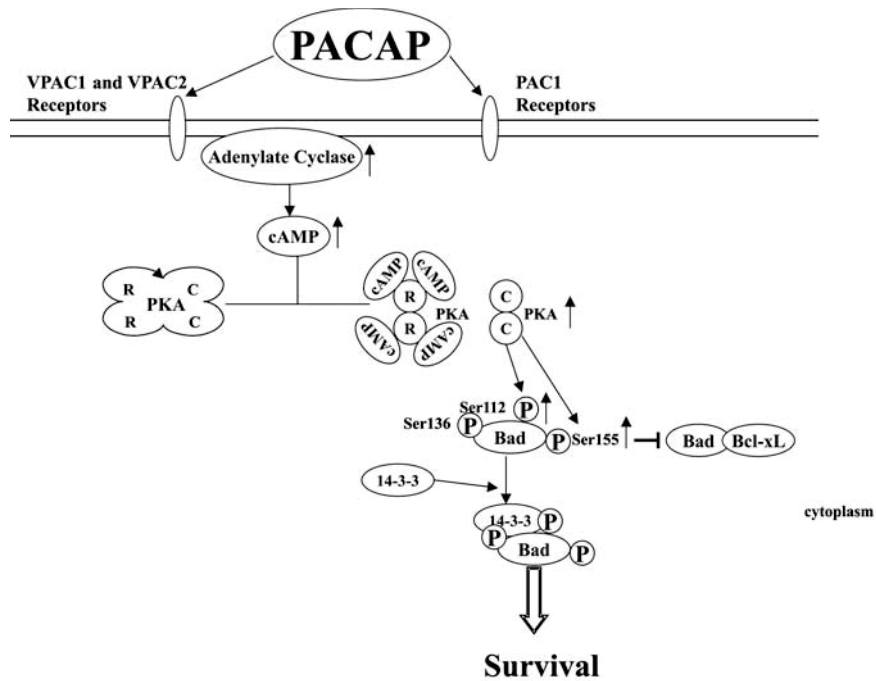 PACAP
VPAC1 and VPAC2
Receptors
PAC1
Receptors
Adenylate Cyclase
cAMP
cAMP
cAMP
R
C
PKA
R
C
R
R
PKA
cAMP
cAMP
C
C
PKA
Ser112
P
Ser136
P
Bad
P
Ser155
Bad
Bcl-xL
14-3-3
cytoplasm
14-3-3
P
P
Bad
P
Survival